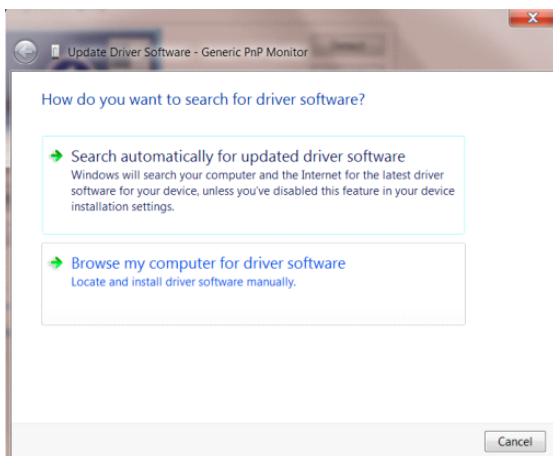 Update Driver Software - Generic PnP Monitor
How do you want to search for driver software?
Search automatically for updated driver software
Windows will search your computer and the Internet for the latest driver
software for your device, unless you've disabled this feature in your device
installation settings.
Browse my computer for driver software
Locate and install driver software manually.
Cancel